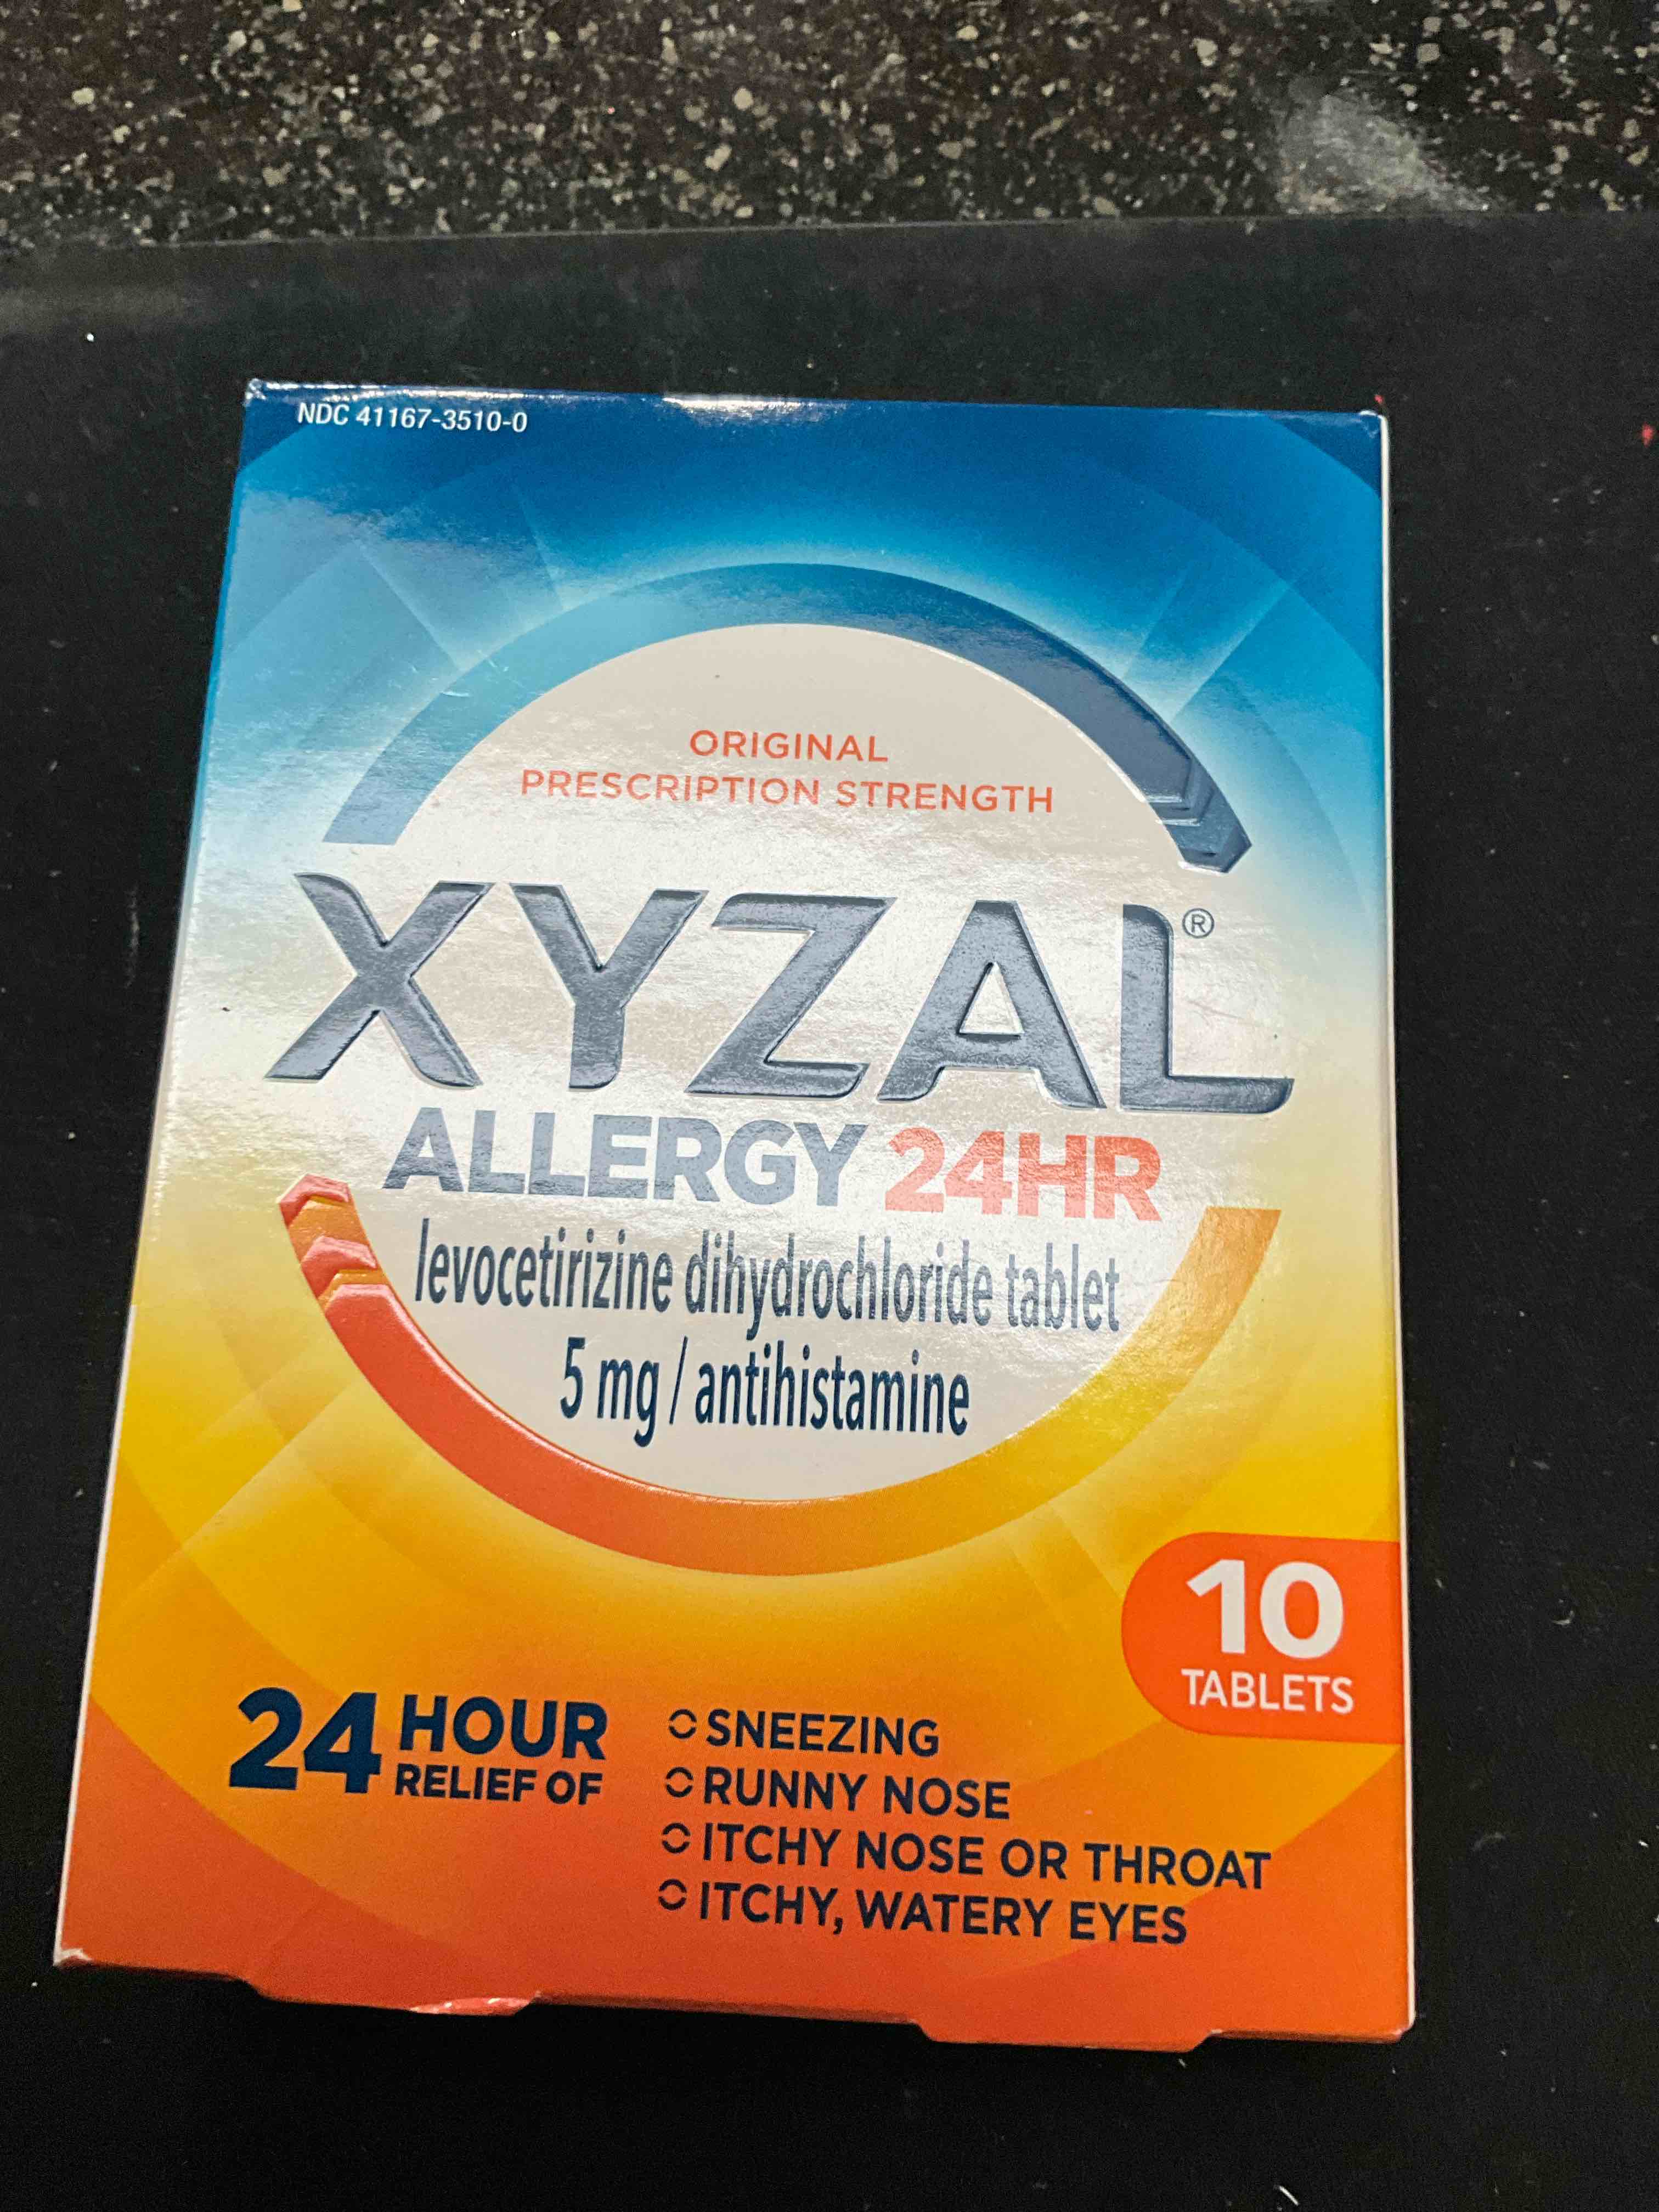 NDC 41167-3510-0
ORIGINAL
PRESCRIPTION STRENGTH
XYZAL®
ALLERGY 24HR
levocetirizine dihydrochloride tablet
5 mg / antihistamine
10
TABLETS
24 HOUR
RELIEF OF
SNEEZING
RUNNY NOSE
ITCHY NOSE OR THROAT
ITCHY, WATERY EYES